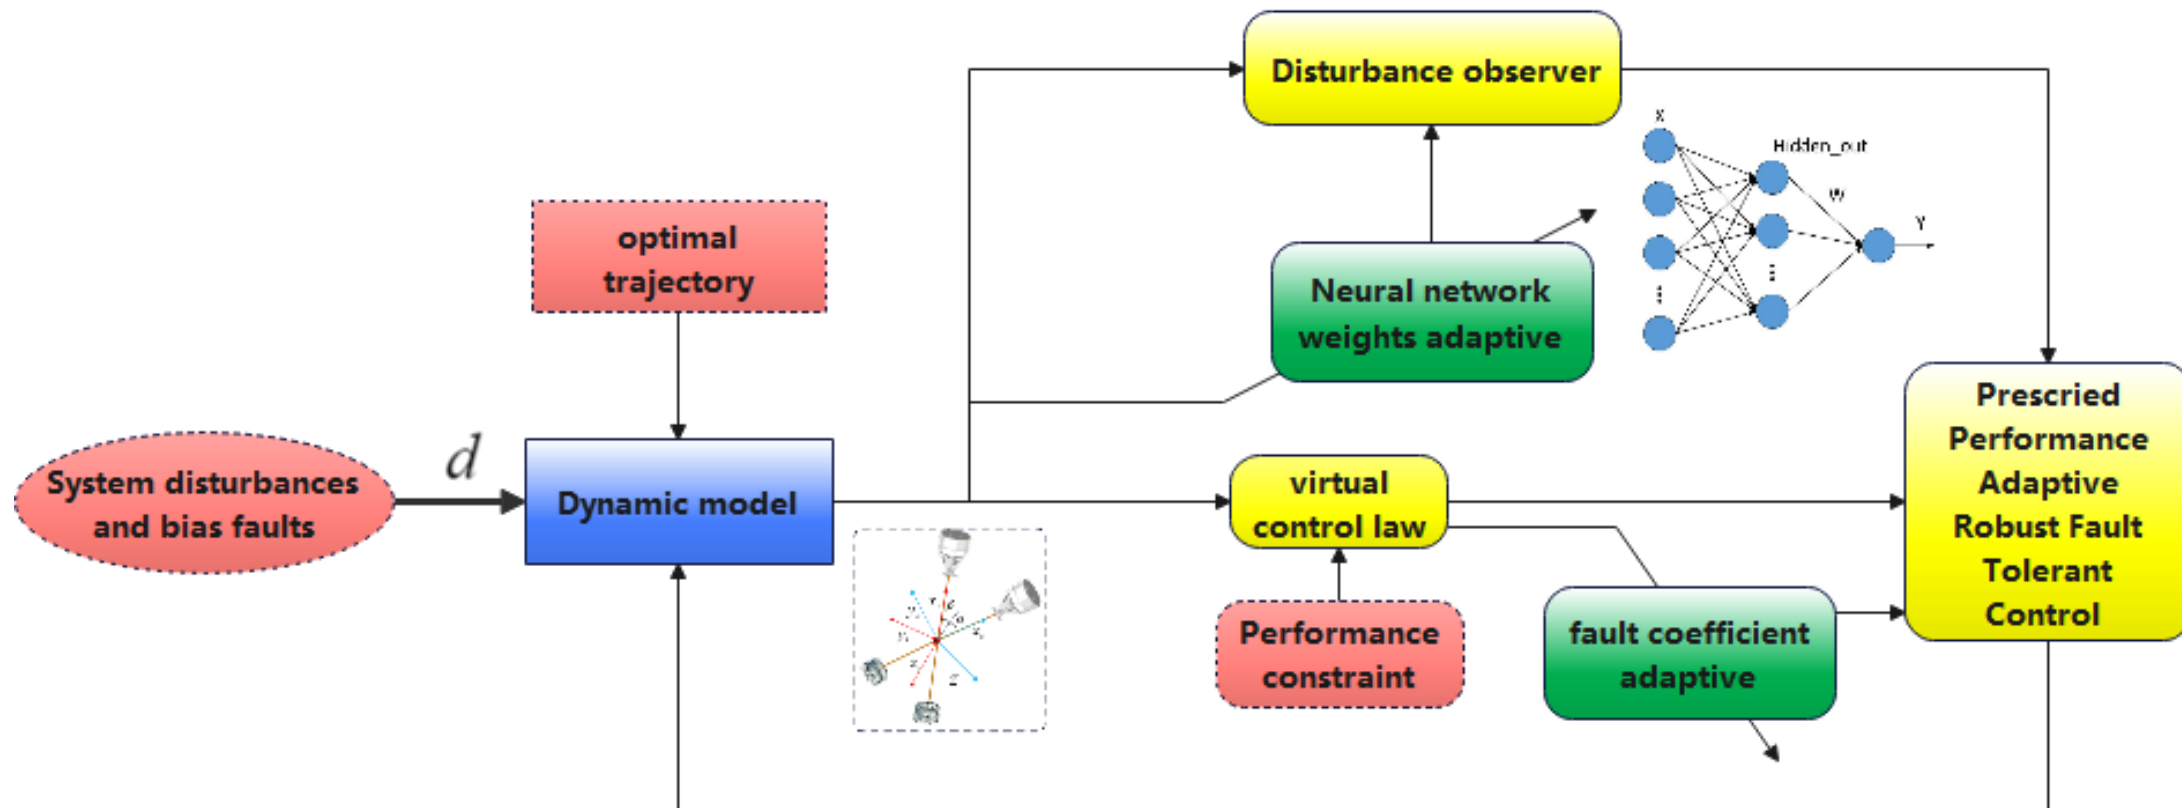 Disturbance observer
X
Hidden_out
W
Y
optimal
trajectory
Neural network
weights adaptive
Prescried
Performance
Adaptive
Robust Fault
Tolerant
Control
d
System disturbances
and bias faults
Dynamic model
virtual
control law
Performance
constraint
fault coefficient
adaptive